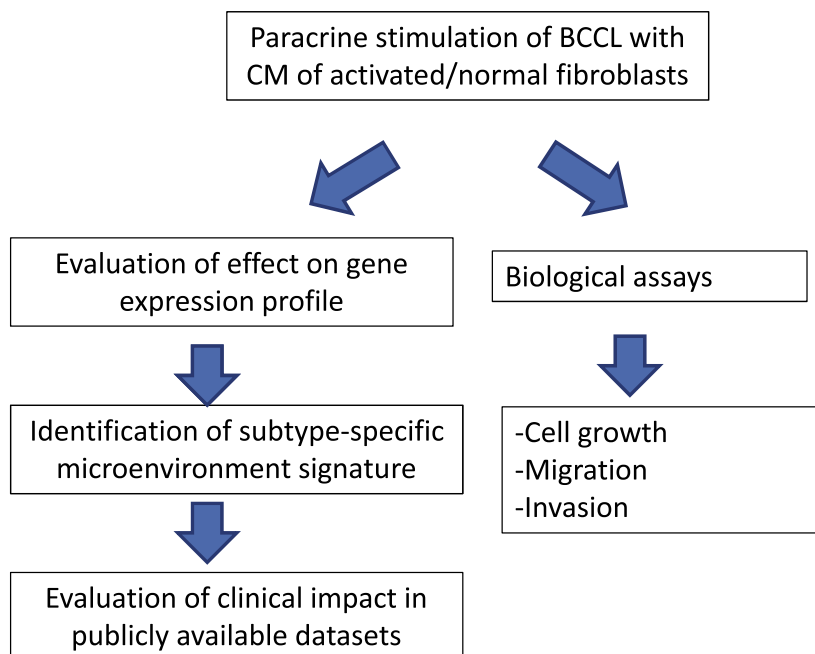 Paracrine stimulation of BCCL with
CM of activated/normal fibroblasts
Evaluation of effect on gene
expression profile
Identification of subtype-specific
microenvironment signature
Evaluation of clinical impact in
publicly available datasets
Biological assays
-Cell growth
-Migration
-Invasion